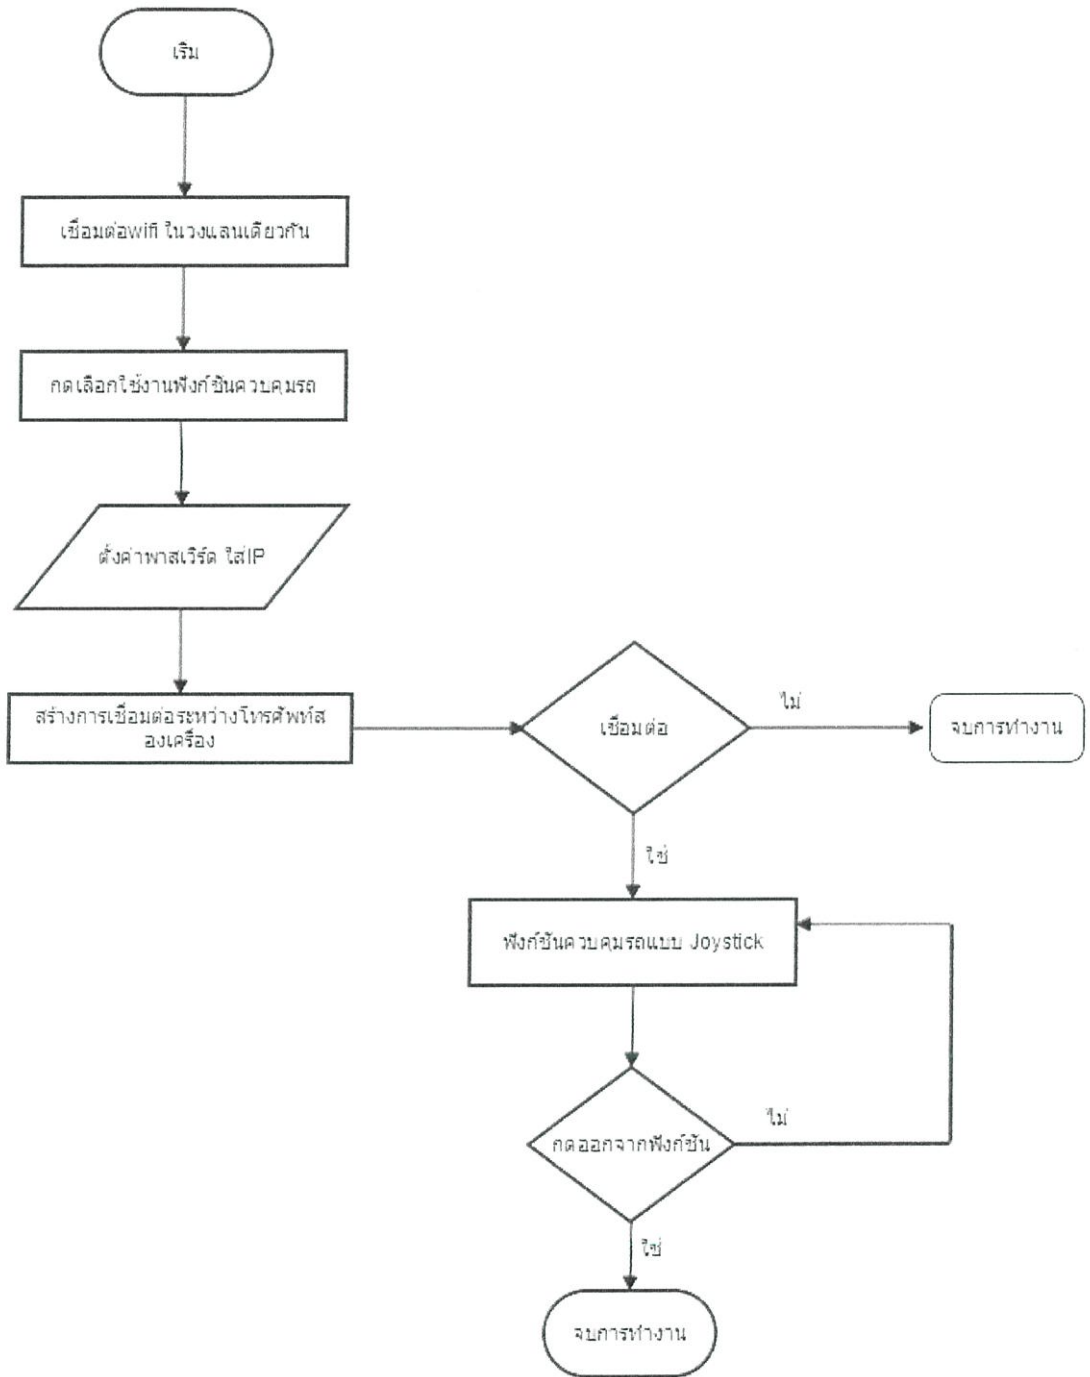 เริ่ม
เชื่อมต่อwifi ในวงแลนเดียวกัน
กดเลือกใช้งานฟังก์ชันควบคุมรถ
ตั้งค่าพาสเวิร์ด ใส่IP
สร้างการเชื่อมต่อระหว่างโทรศัพท์ส
องเครื่อง
เชื่อมต่อ
ไม่
จบการทำงาน
ใช่
ฟังก์ชันควบคุมรถแบบ Joystick
กดออกจากฟังก์ชัน
ไม่
ใช่
จบการทำงาน